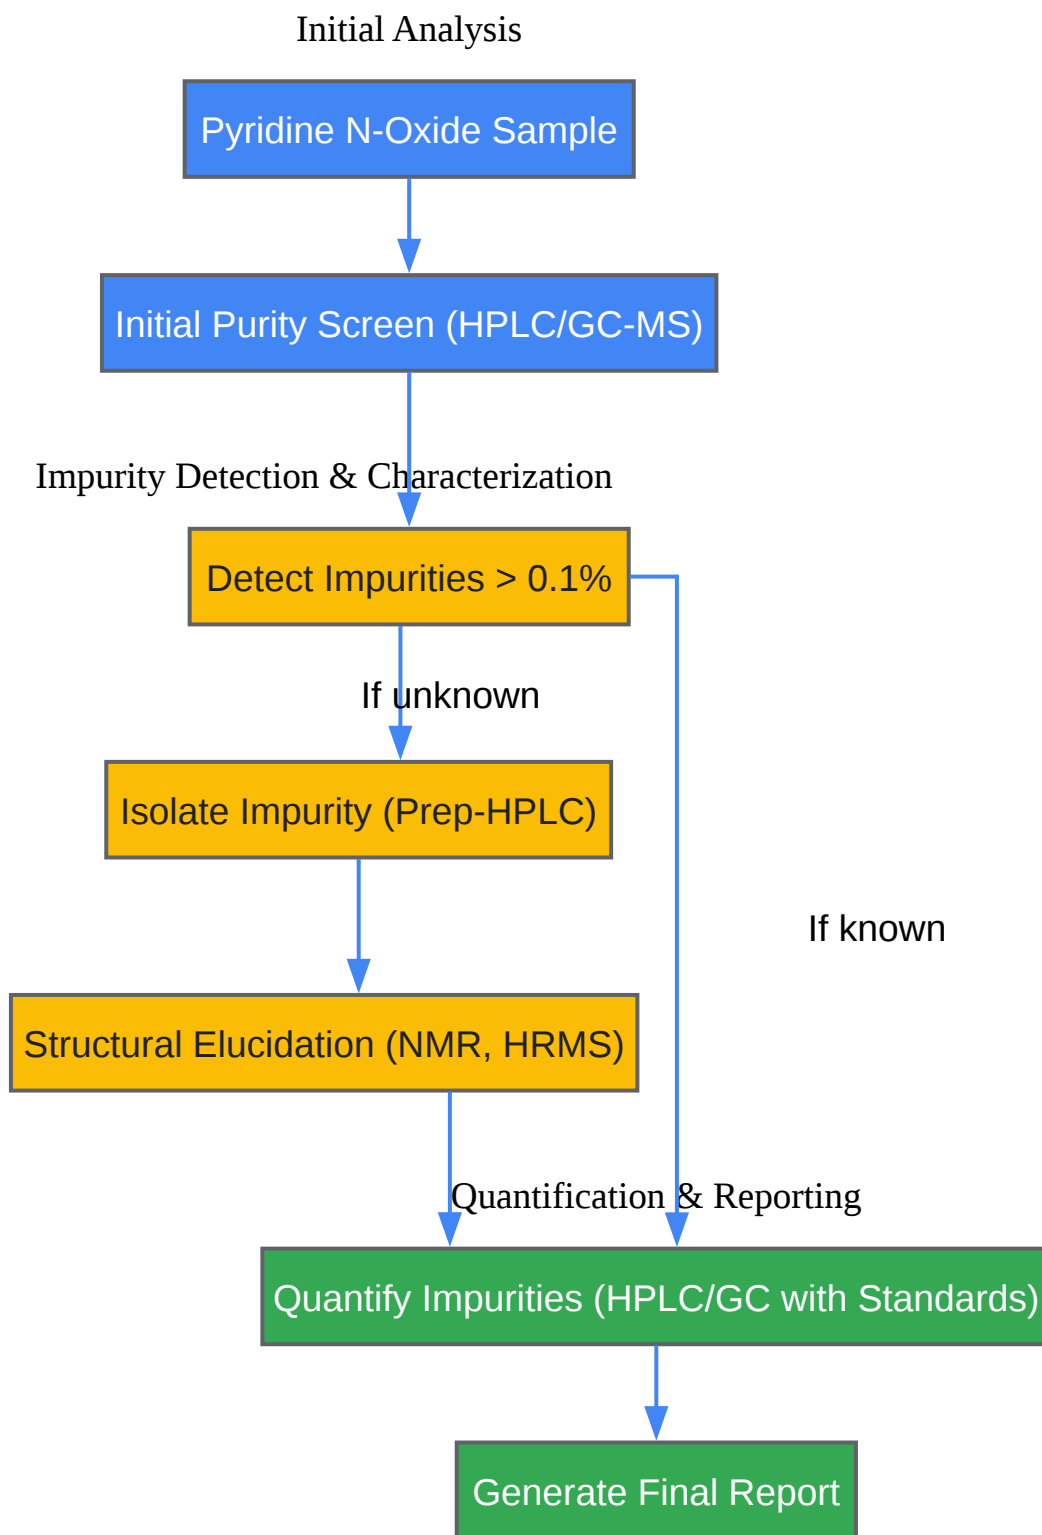 Initial Analysis
Pyridine N-Oxide Sample
Initial Purity Screen (HPLC/GC-MS)
Impurity Detection & Characterization
Detect Impurities > 0.1%
If unknown
Isolate Impurity (Prep-HPLC)
If known
Structural Elucidation (NMR, HRMS)
Quantification & Reporting
Quantify Impurities (HPLC/GC with Standards)
Generate Final Report